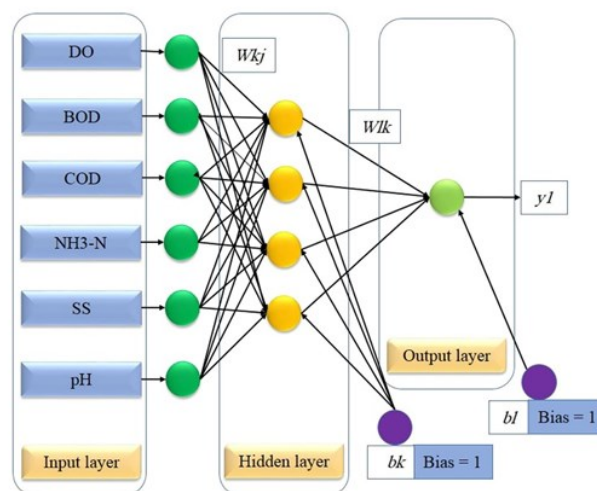 DO
Wkj
BOD
Wlk
COD
yl
NH3-N
SS
Output layer
pH
bl Bias = 1
Input layer
Hidden layer
bk Bias = 1